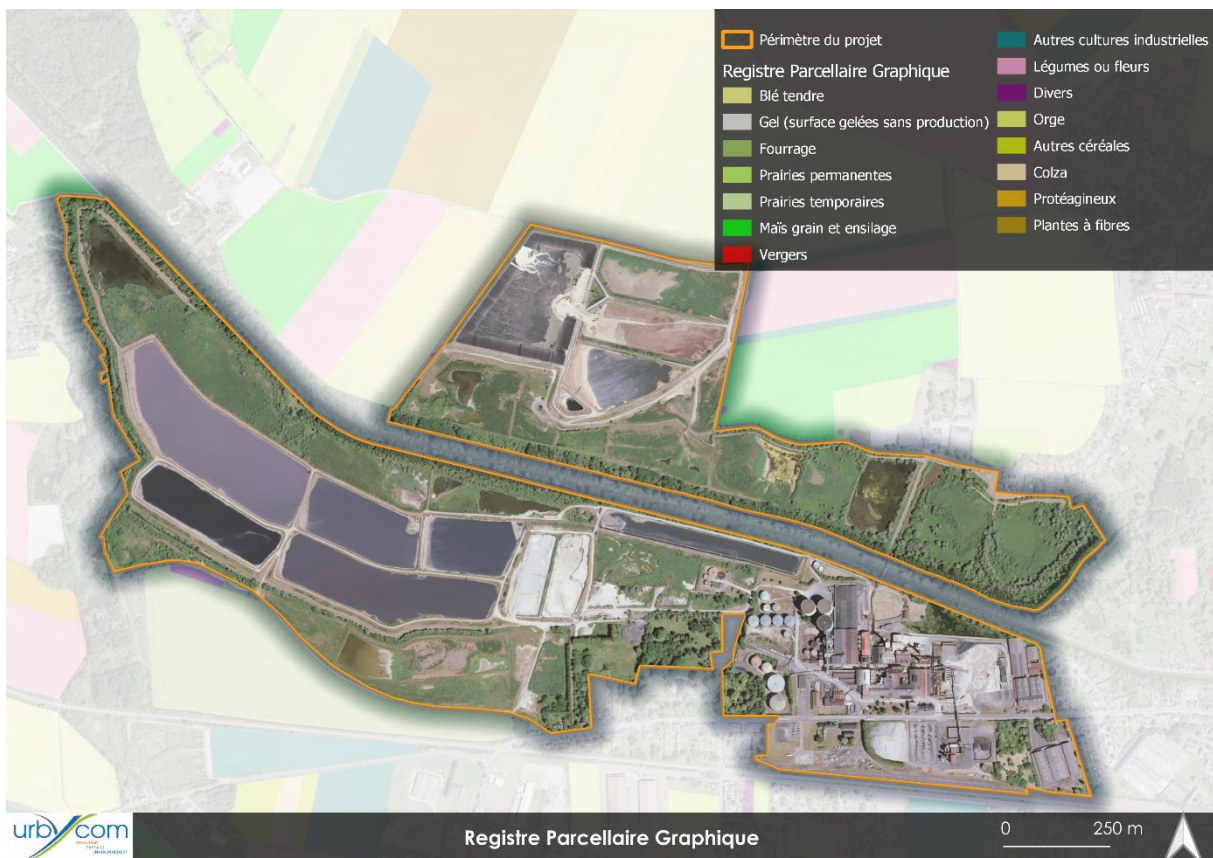 Périmètre du projet
Registre Parcellaire Graphique
Blé tendre
Gel (surface gelées sans production)
Fourrage
Prairies permanentes
Prairies temporaires
Maïs grain et ensilage
Vergers
Autres cultures industrielles
Légumes ou fleurs
Divers
Orge
Autres céréales
Colza
Protéagineux
Plantes à fibres
urbycom
ENVIRONNEMENT
Registre Parcellaire Graphique
0 250 m